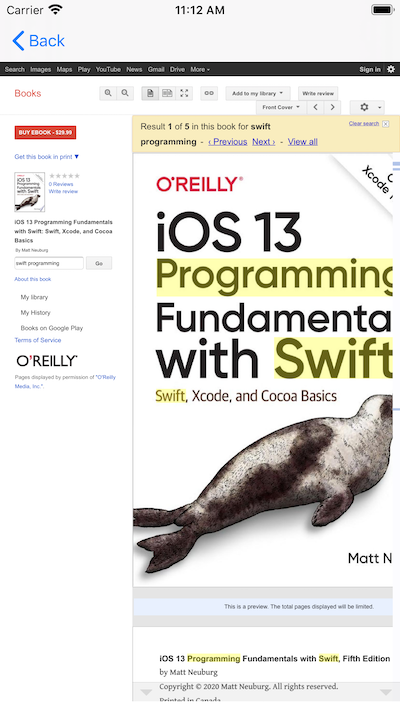 Carrier 11:12 AM
Back
Search Images Maps Play YouTube News Gmail Drive More Sign in
Books
Add to my library Write review
Front Cover
BUY EBOOK - $29.99
Get this book in print ▼
0 Reviews
Write review
iOS 13 Programming Fundamentals
with Swift: Swift, Xcode, and Cocoa
Basics
By Matt Neuburg
swift programming Go
About this book
My library
My History
Books on Google Play
Terms of Service
O'REILLY
Pages displayed by permission of "O'Reilly
Media, Inc.".
Result 1 of 5 in this book for swift
programming - ‹ Previous Next › - View all
Clear search
O'REILLY®
Xcode
iOS 13
Programming
Fundamenta
with Swift
Swift, Xcode, and Cocoa Basics
Matt N
This is a preview. The total pages displayed will be limited.
iOS 13 Programming Fundamentals with Swift, Fifth Edition
by Matt Neuburg
Copyright © 2020 Matt Neuburg. All rights reserved.
Printed in Canada